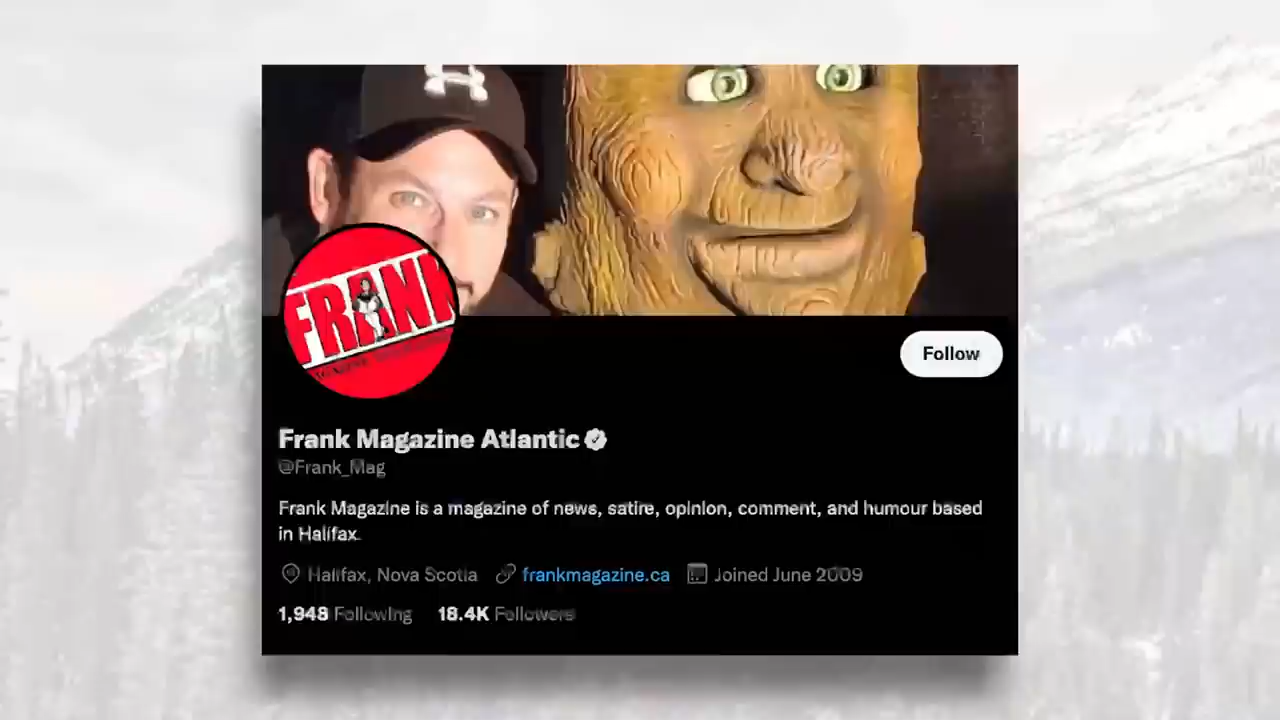 FRANK
Follow
Frank Magazine Atlantic
@Frank_Mag
Frank Magazine is a magazine of news, satire, opinion, comment, and humour based
in Halifax.
Halifax, Nova Scotia frankmagazine.ca Joined June 2009
1,948 Following 18.4K Followers